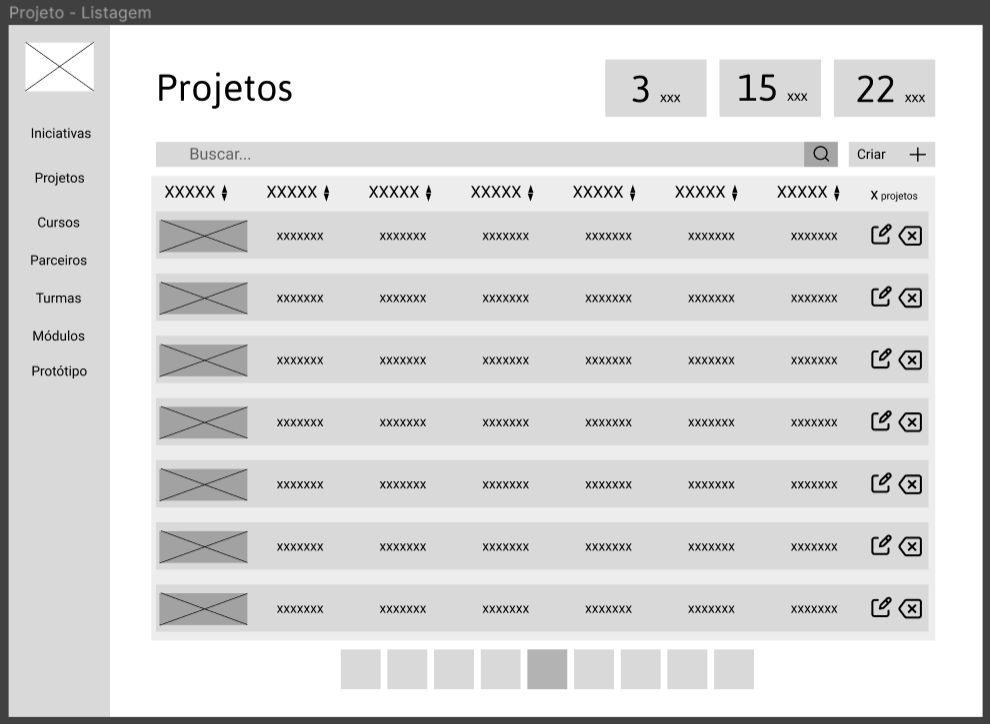 Projeto - Listagem
Iniciativas
Projetos
Cursos
Parceiros
Turmas
Módulos
Protótipo
Projetos
3 xxx
15 xxx
22 xxx
Buscar...
Criar
XXXXX XXXXX XXXXX XXXXX XXXXX XXXXX XXXXX X projetos
xxxxxxx xxxxxxx xxxxxxx xxxxxxx xxxxxxx xxxxxxx
xxxxxxx xxxxxxx xxxxxxx xxxxxxx xxxxxxx xxxxxxx
xxxxxxx xxxxxxx xxxxxxx xxxxxxx xxxxxxx xxxxxxx
xxxxxxx xxxxxxx xxxxxxx xxxxxxx xxxxxxx xxxxxxx
xxxxxxx xxxxxxx xxxxxxx xxxxxxx xxxxxxx xxxxxxx
xxxxxxx xxxxxxx xxxxxxx xxxxxxx xxxxxxx xxxxxxx
xxxxxxx xxxxxxx xxxxxxx xxxxxxx xxxxxxx xxxxxxx